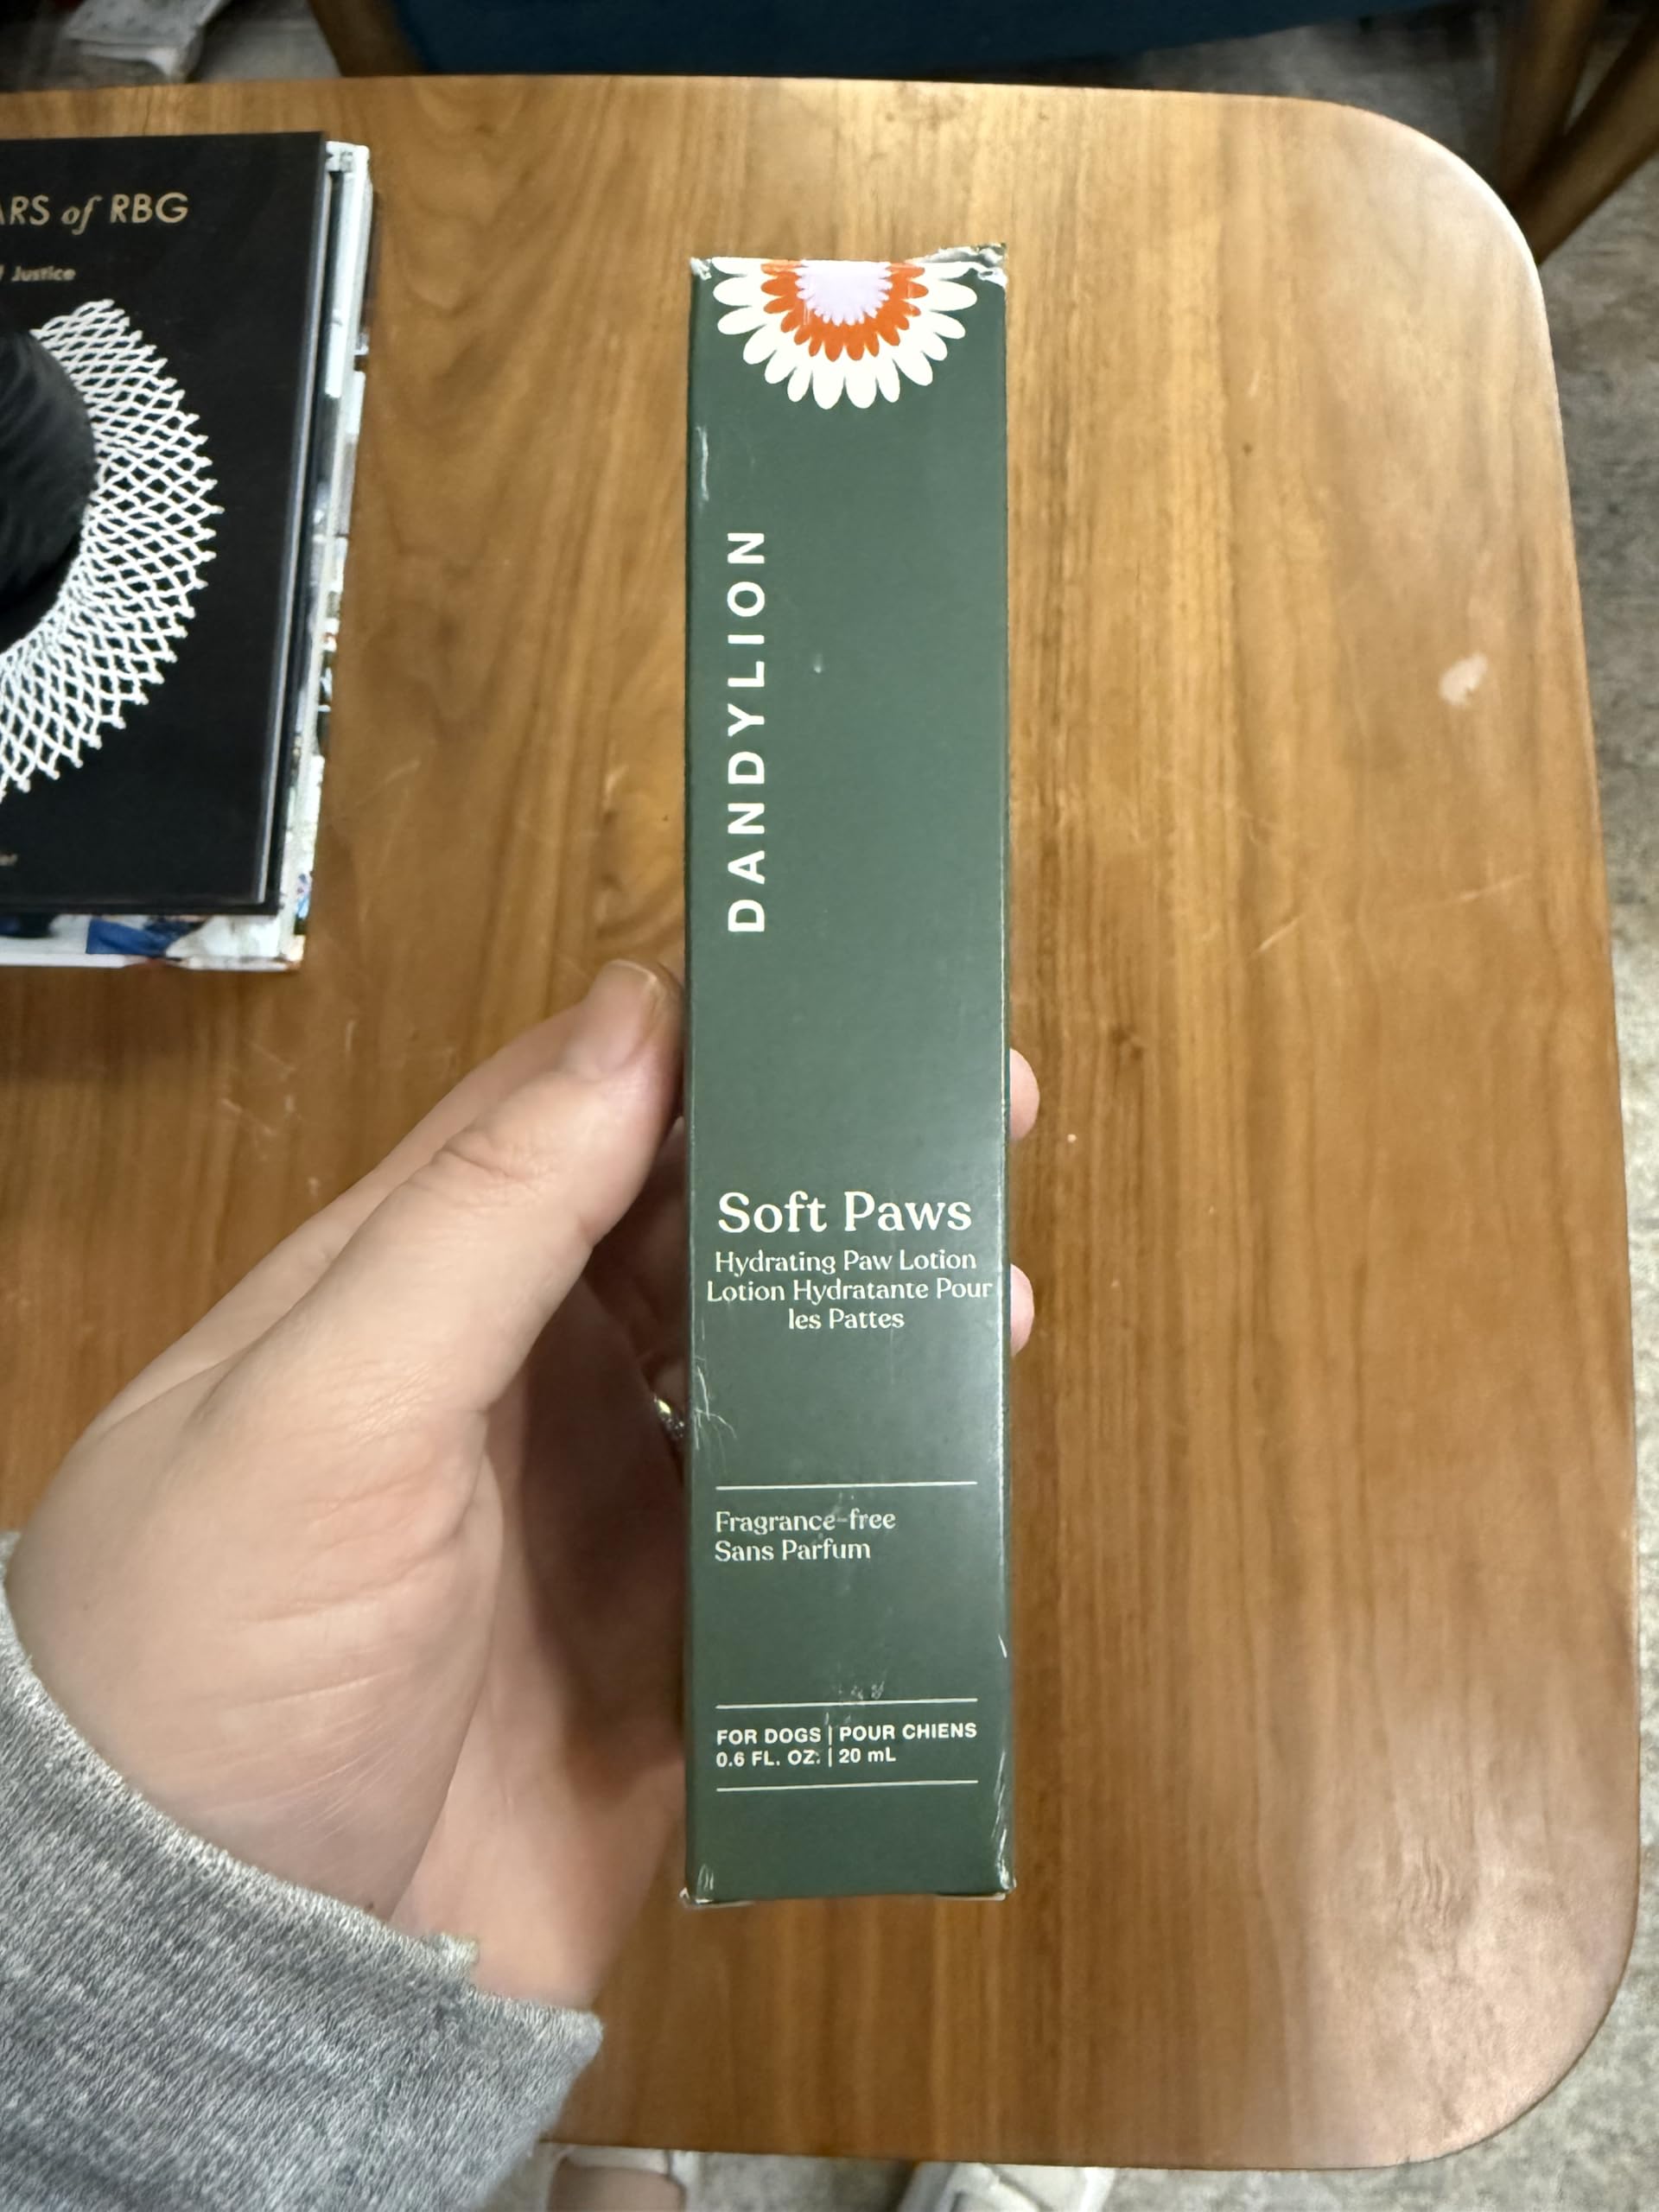 of RBG
Justice
DANDYLION
Soft Paws
Hydrating Paw Lotion
Lotion Hydratante Pour
les Pattes
Fragrance-free
Sans Parfum
FOR DOGS | POUR CHIENS
0.6 FL. OZ. | 20 mL